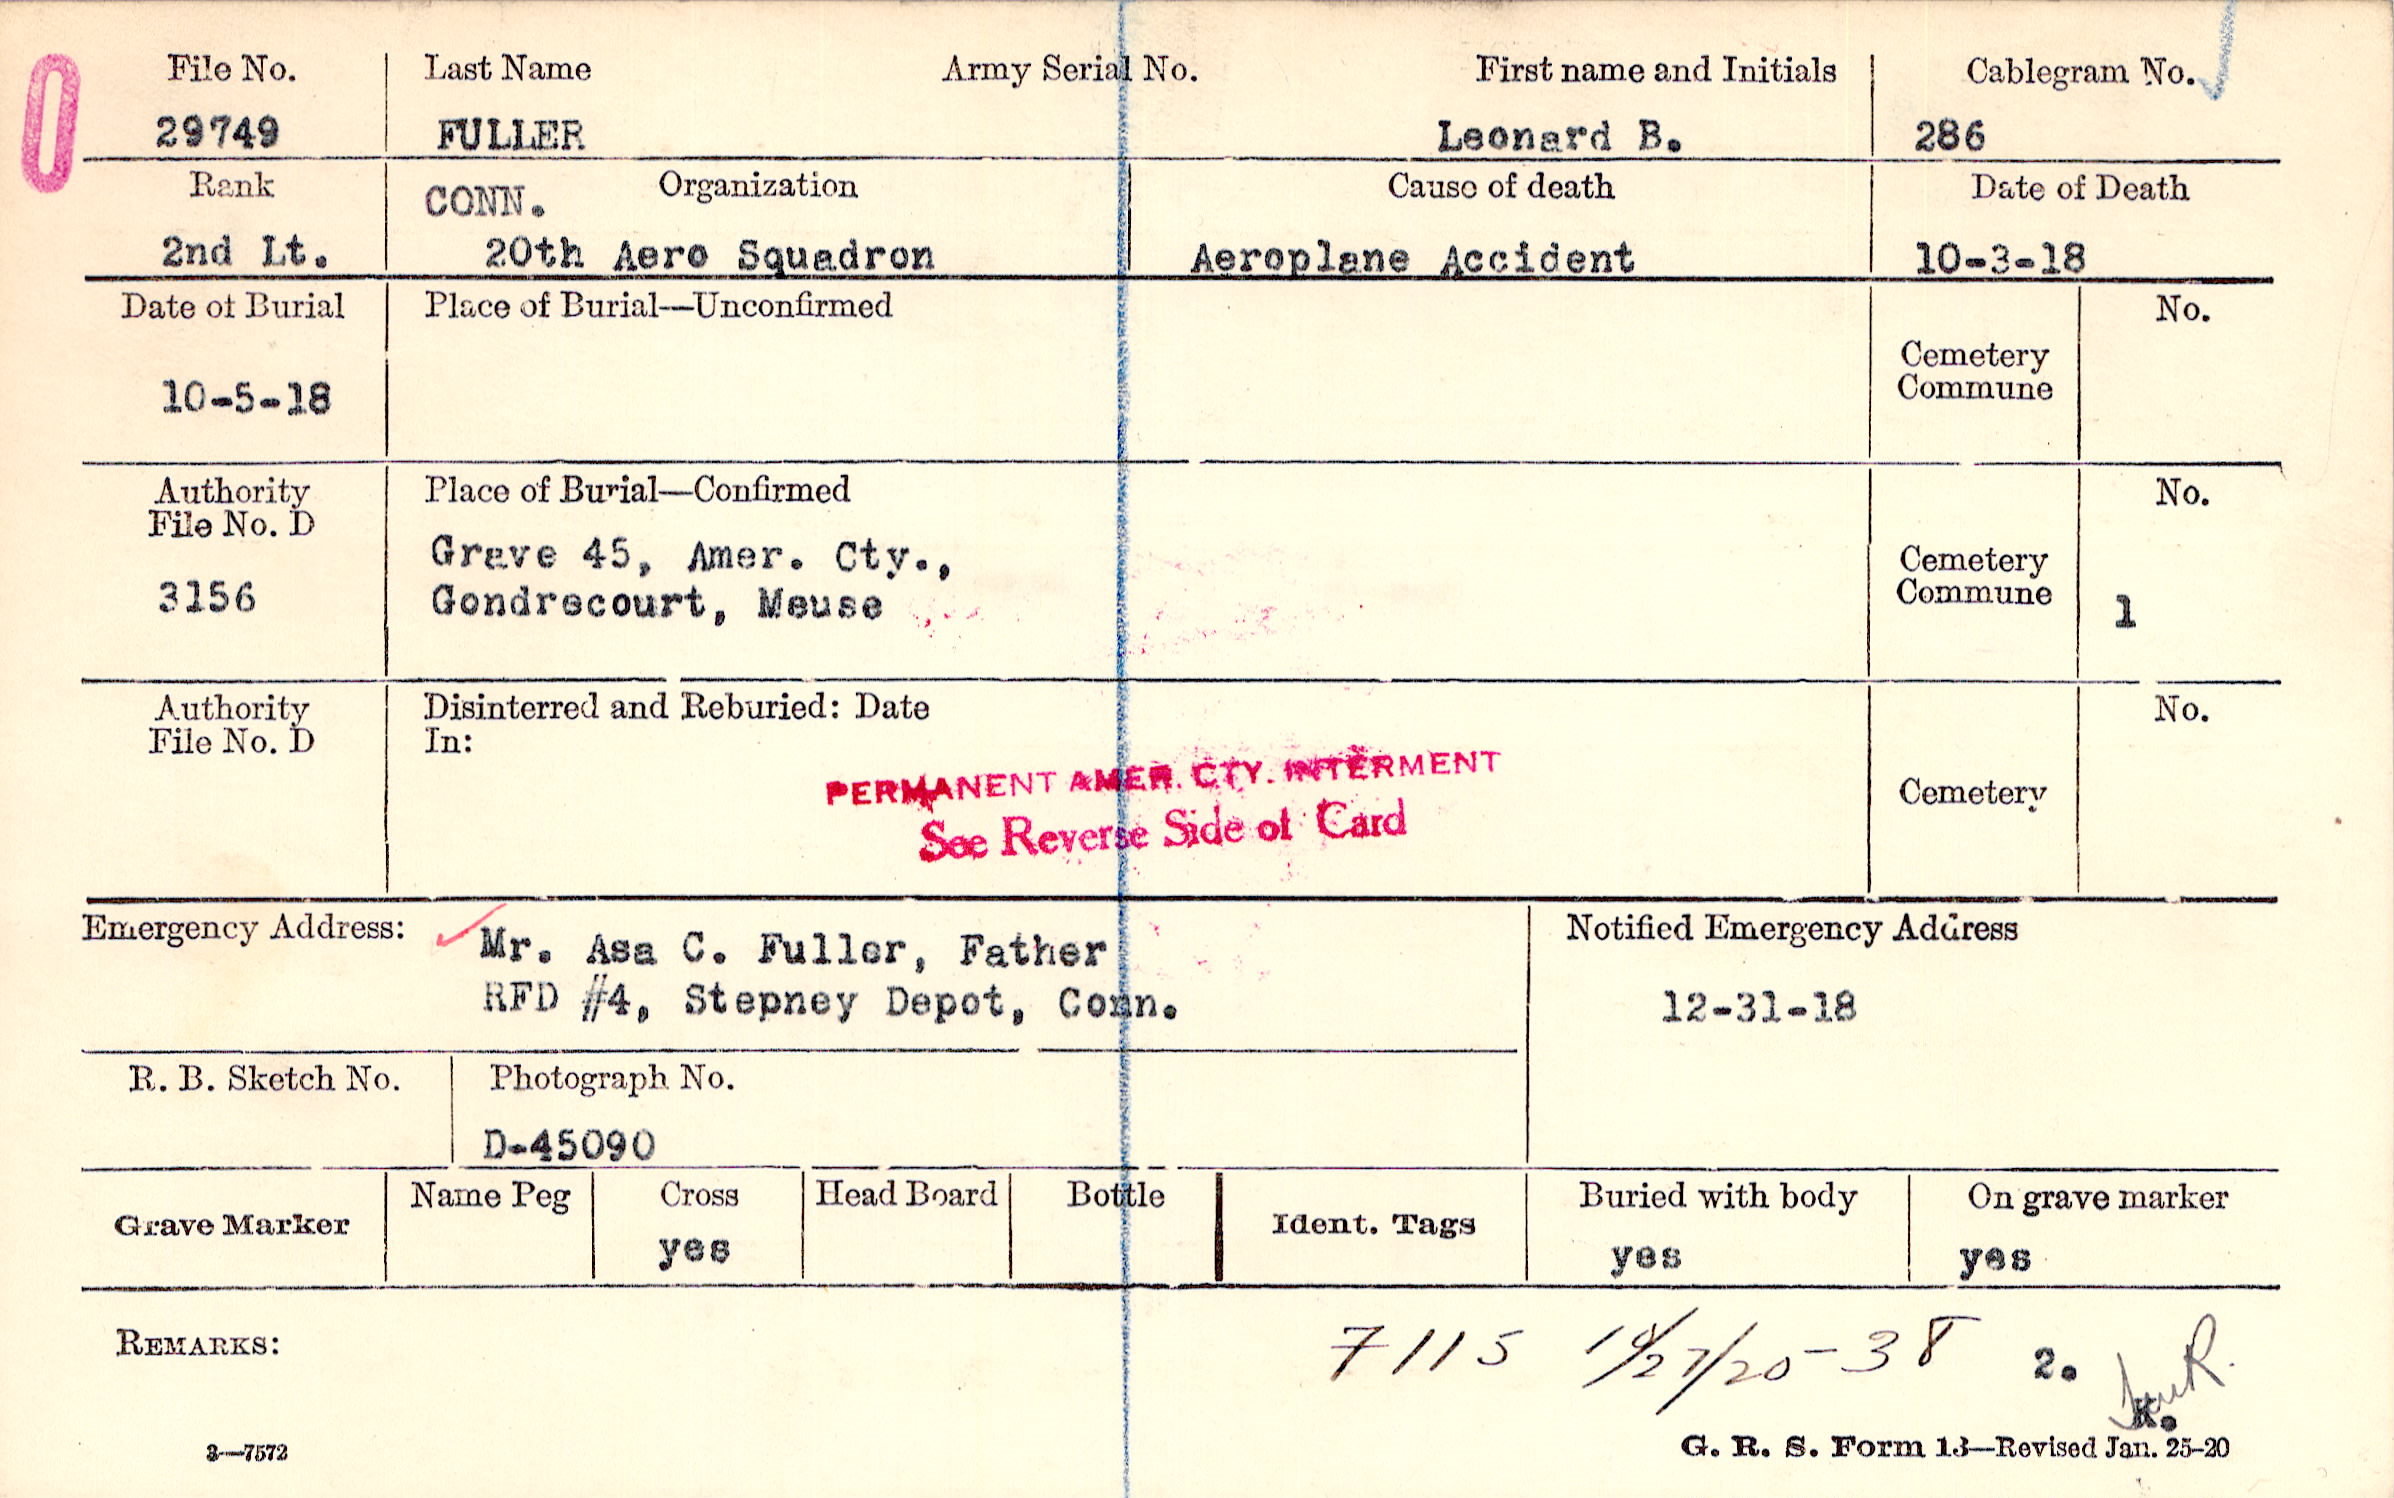 File No. Last Name Army Serial No. First name and Initials Cablegram No.
29749 FULLER Leonard B. 286
Rank CONN. Organization Cause of death Date of Death
2nd Lt. 20th Aero Squadron Aeroplane Accident 10-3-18
Date of Burial Place of Burial—Unconfirmed No.
Cemetery
Commune
10-5-18
Authority Place of Burial—Confirmed No.
File No. D
Grave 45, Amer. Cty., Cemetery
3156 Gondrecourt, Meuse Commune 1
Authority Disinterred and Reburied: Date No.
File No. D In:
PERMANENT AMER. CTY. INTERMENT
Cemetery
See Reverse Side of Card
Emergency Address: Mr. Asa C. Fuller, Father Notified Emergency Address
RFD #4, Stepney Depot, Conn. 12-31-18
R. B. Sketch No. Photograph No.
D-45090
Grave Marker Name Peg Cross Head Board Bottle Ident. Tags Buried with body On grave marker
yes yes yes
REMARKS: 7115 10/27/20-38 2.
K.
3—7572 G. R. S. Form 13—Revised Jan. 25-20